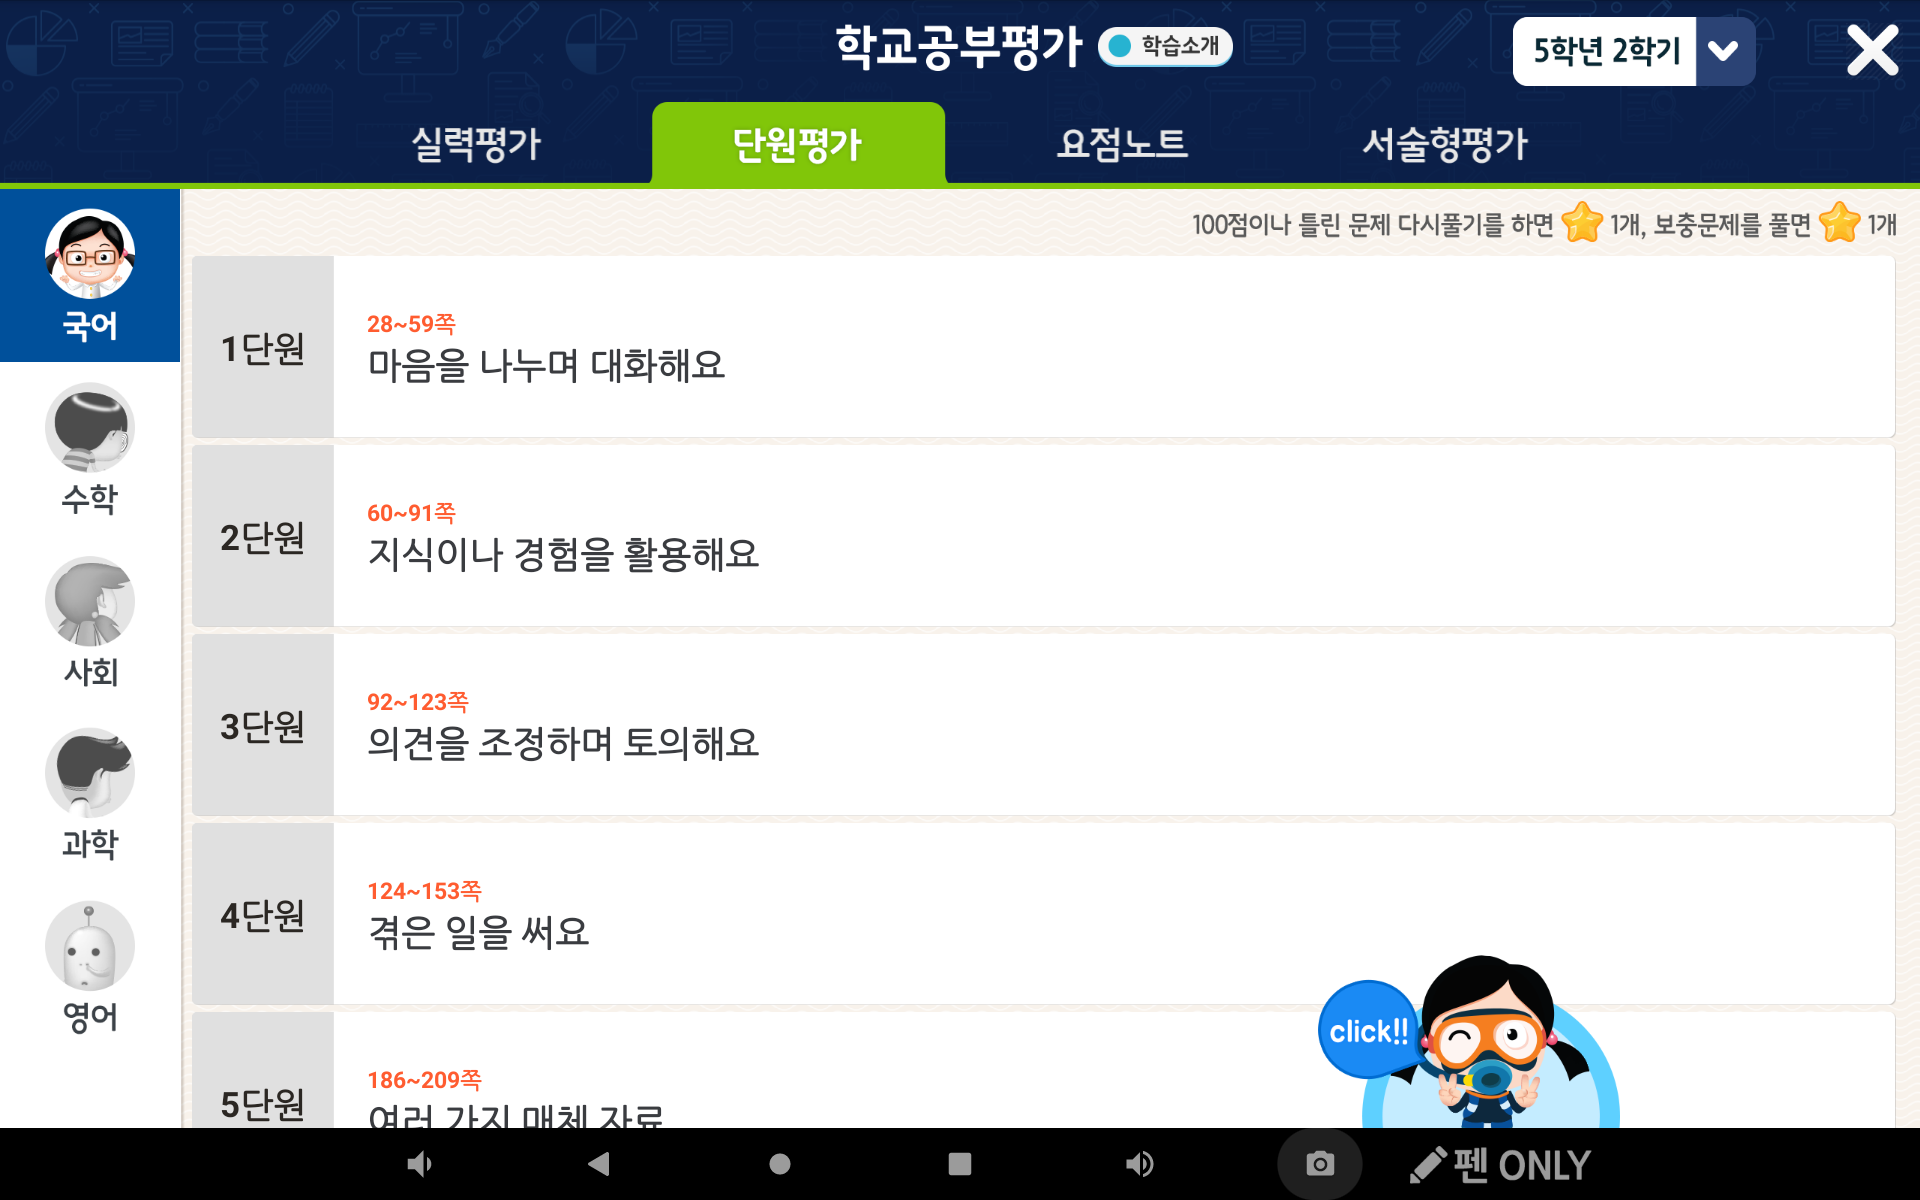 학교공부평가
학습소개
5학년 2학기
실력평가
단원평가
요점노트
서술형평가
국어
수학
사회
과학
영어
100점이나 틀린 문제 다시풀기를 하면 1개, 보충문제를 풀면 1개
1단원
28~59쪽
마음을 나누며 대화해요
2단원
60~91쪽
지식이나 경험을 활용해요
3단원
92~123쪽
의견을 조정하며 토의해요
4단원
124~153쪽
겪은 일을 써요
5단원
186~209쪽
여러 가지 매체 자료
click!!
펜 ONLY